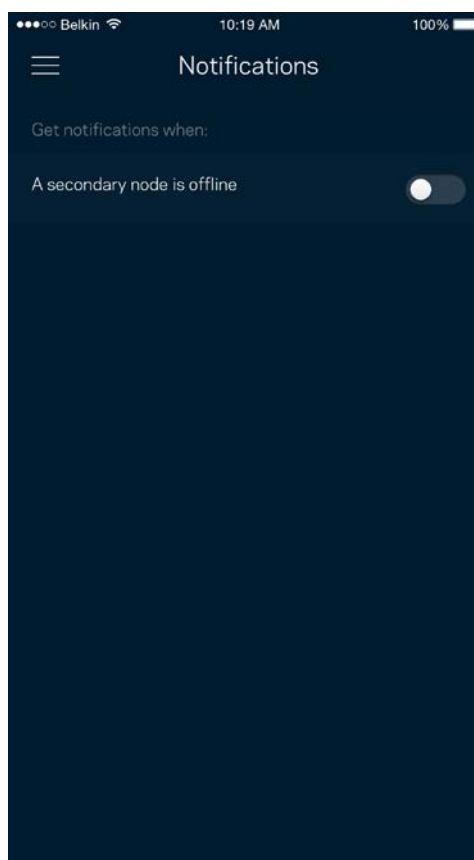 Belkin 10:19 AM 100%
Notifications
Get notifications when:
A secondary node is offline